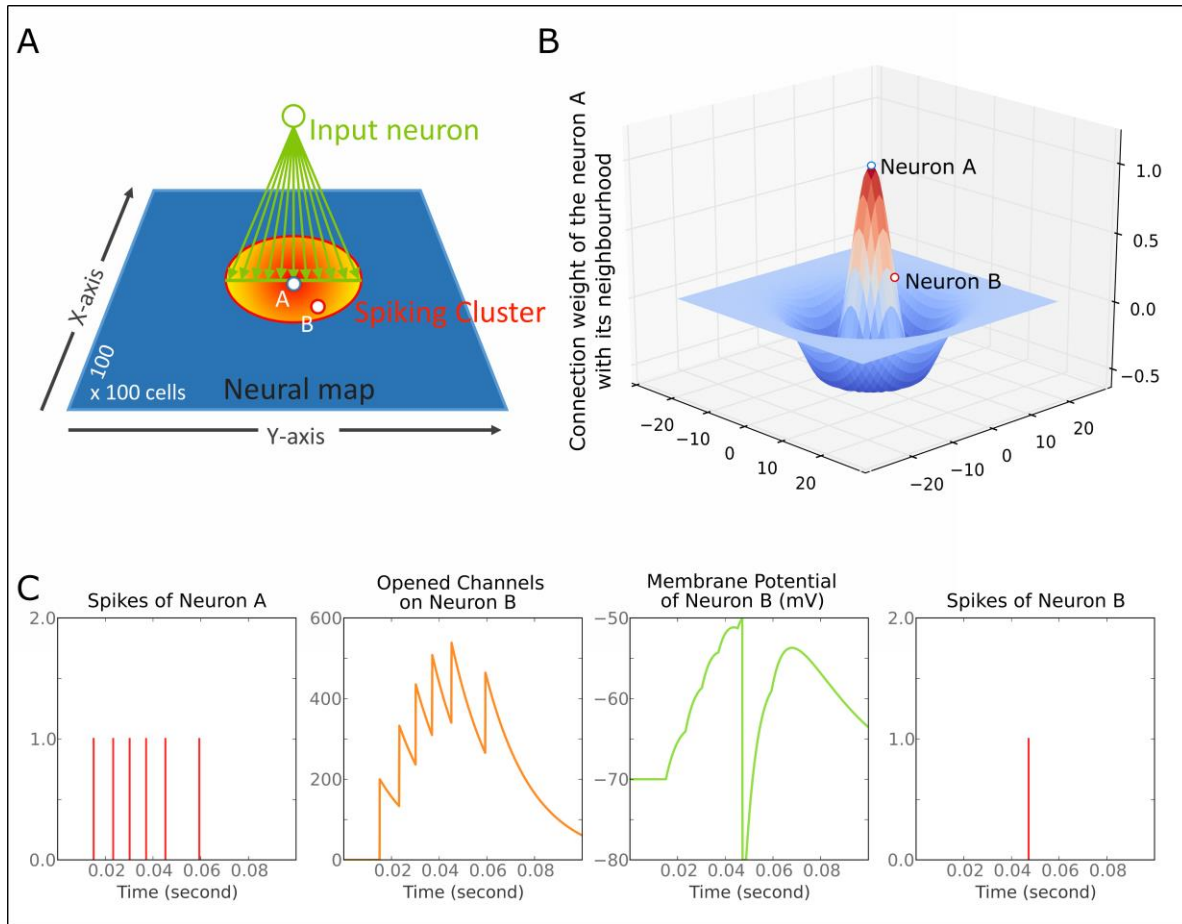 A
Input neuron
A
B
Spiking Cluster
X-axis
100
x 100 cells
Neural map
Y-axis
B
Connection weight of the neuron A
with its neighbourhood
Neuron A
Neuron B
1.0
0.5
0.0
−0.5
−20
−10
0
10
20
−20
−10
0
10
20
C
Spikes of Neuron A
2.0
1.0
0.0
0.02 0.04 0.06 0.08
Time (second)
Opened Channels
on Neuron B
600
400
200
0
0.02 0.04 0.06 0.08
Time (second)
Membrane Potential
of Neuron B (mV)
−50
−60
−70
−80
0.02 0.04 0.06 0.08
Time (second)
Spikes of Neuron B
2.0
1.0
0.0
0.02 0.04 0.06 0.08
Time (second)